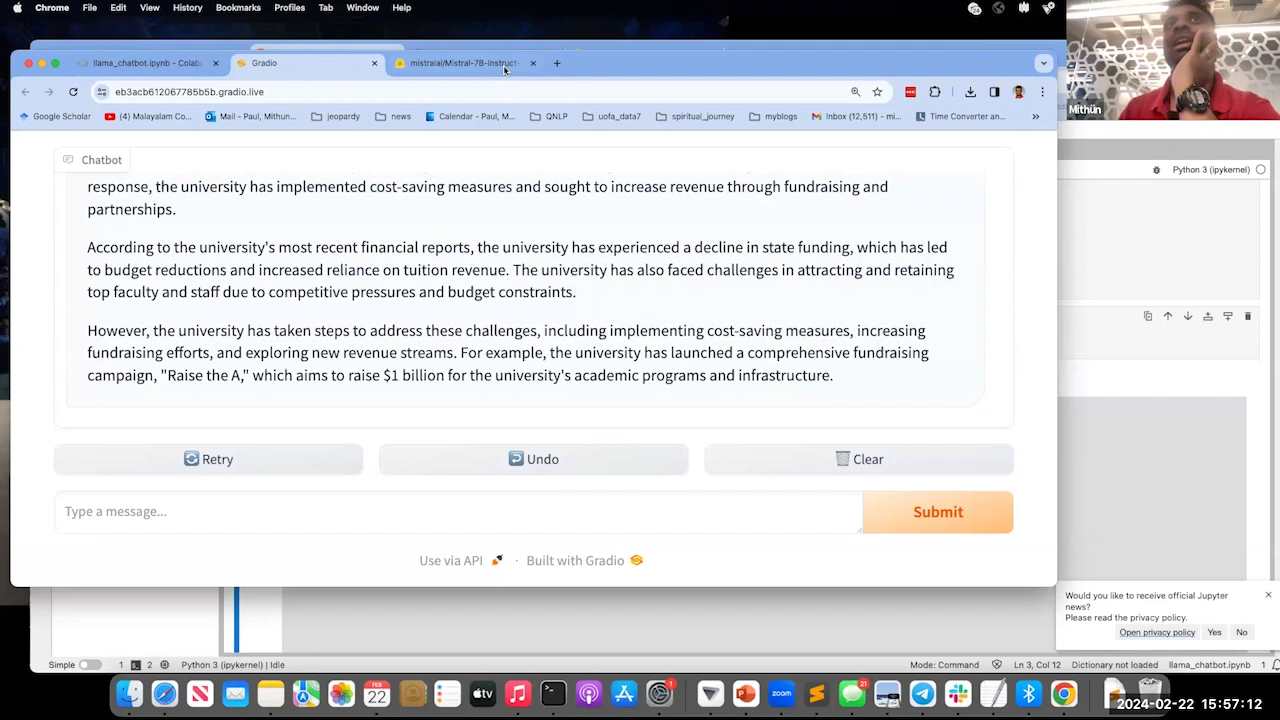 Chrome File Edit View History Bookmarks Profiles Tab Window Help
llama_chatbot.ipynb - Colab
Gradio
mistralai/Mistral-7B-Instruct-
eb3acb612067785b5b.gradio.live
Google Scholar
(4) Malayalam Co...
Mail - Paul, Mithun...
jeopardy
news
Calendar - Paul, M...
QNLP
uofa_data7
spiritual_journey
myblogs
Inbox (12,511) - mi...
Time Converter an...
»
Mithun
Python 3 (ipykernel)
Chatbot
response, the university has implemented cost-saving measures and sought to increase revenue through fundraising and
partnerships.
According to the university's most recent financial reports, the university has experienced a decline in state funding, which has led
to budget reductions and increased reliance on tuition revenue. The university has also faced challenges in attracting and retaining
top faculty and staff due to competitive pressures and budget constraints.
However, the university has taken steps to address these challenges, including implementing cost-saving measures, increasing
fundraising efforts, and exploring new revenue streams. For example, the university has launched a comprehensive fundraising
campaign, "Raise the A," which aims to raise $1 billion for the university's academic programs and infrastructure.
Retry
Undo
Clear
Type a message...
Submit
Use via API · Built with Gradio
Would you like to receive official Jupyter
news?
Please read the privacy policy.
Open privacy policy Yes No
Simple 1 2 Python 3 (ipykernel) | Idle
Mode: Command Ln 3, Col 12 Dictionary not loaded llama_chatbot.ipynb 1
FEB
22
tv
zoom
1
21
2024-02-22 15:57:12